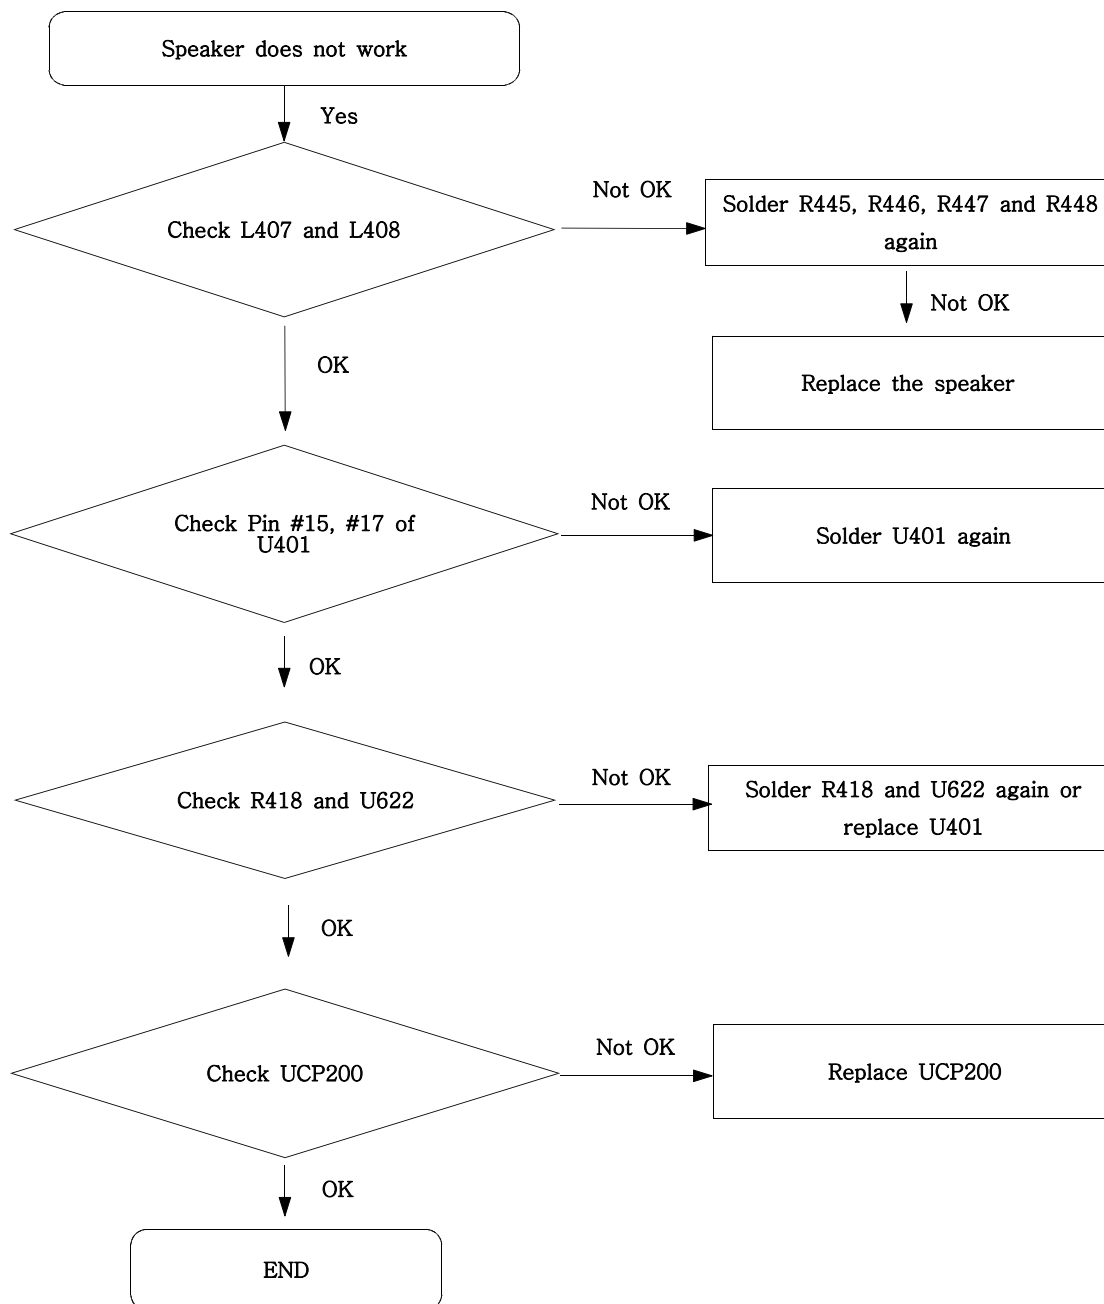 Speaker does not work
Yes
Check L407 and L408
Not OK
Solder R445, R446, R447 and R448
again
Not OK
Replace the speaker
OK
Check Pin #15, #17 of
U401
Not OK
Solder U401 again
OK
Check R418 and U622
Not OK
Solder R418 and U622 again or
replace U401
OK
Check UCP200
Not OK
Replace UCP200
OK
END